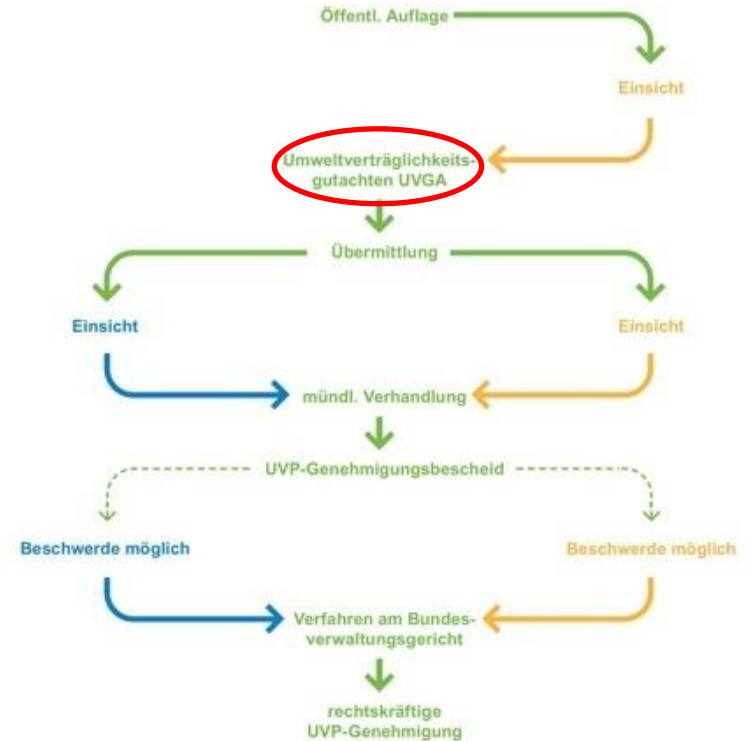 Öffentl. Auflage
Einsicht
Umweltverträglichkeits-
gutachten UVGA
Übermittlung
Einsicht
Einsicht
mündl. Verhandlung
UVP-Genehmigungsbescheid
Beschwerde möglich
Beschwerde möglich
Verfahren am Bundes-
verwaltungsgericht
rechtskräftige
UVP-Genehmigung